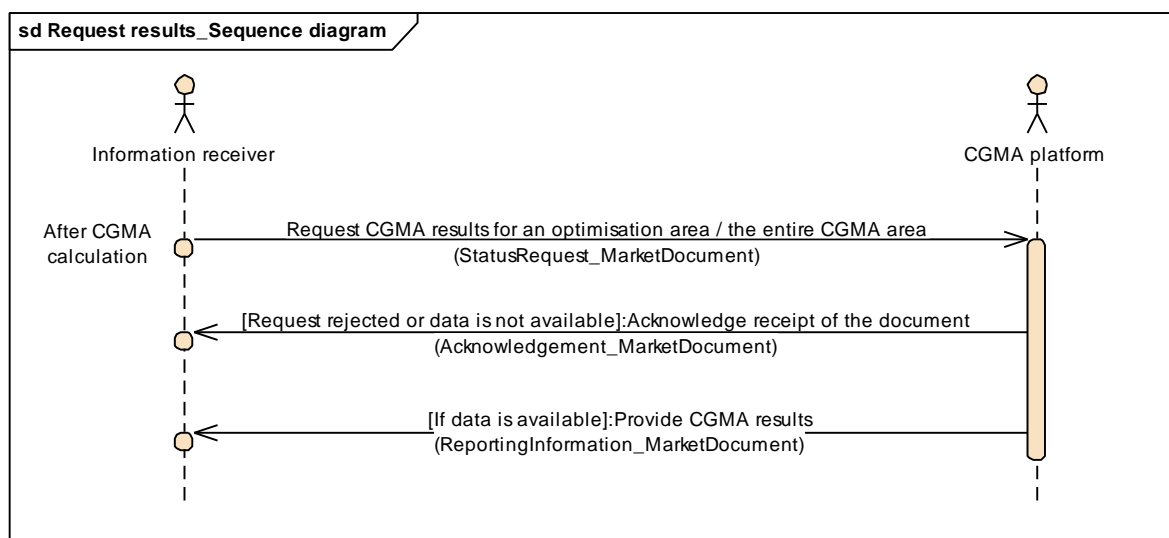 sd Request results_Sequence diagram
Information receiver
CGMA platform
After CGMA
calculation
Request CGMA results for an optimisation area / the entire CGMA area
(StatusRequest_MarketDocument)
[Request rejected or data is not available]:Acknowledge receipt of the document
(Acknowledgement_MarketDocument)
[If data is available]:Provide CGMA results
(ReportingInformation_MarketDocument)